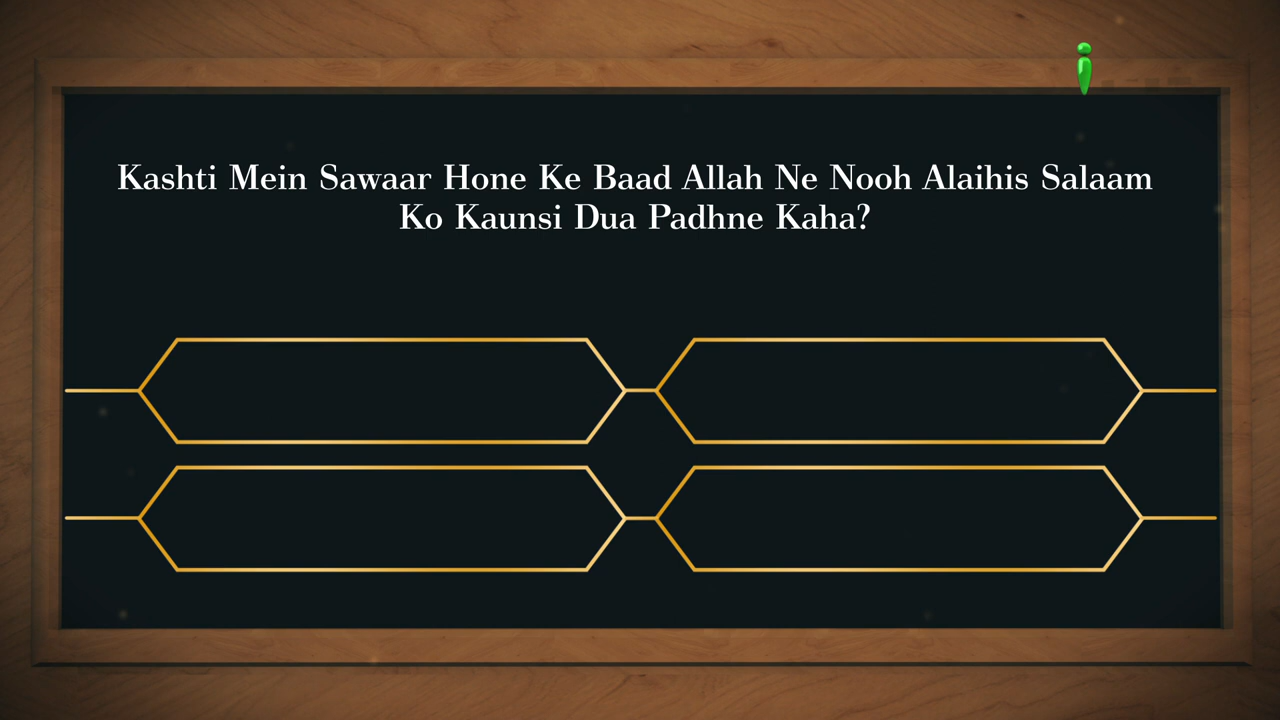 i
Kashti Mein Sawaar Hone Ke Baad Allah Ne Nooh Alaihis Salaam
Ko Kaunsi Dua Padhne Kaha?